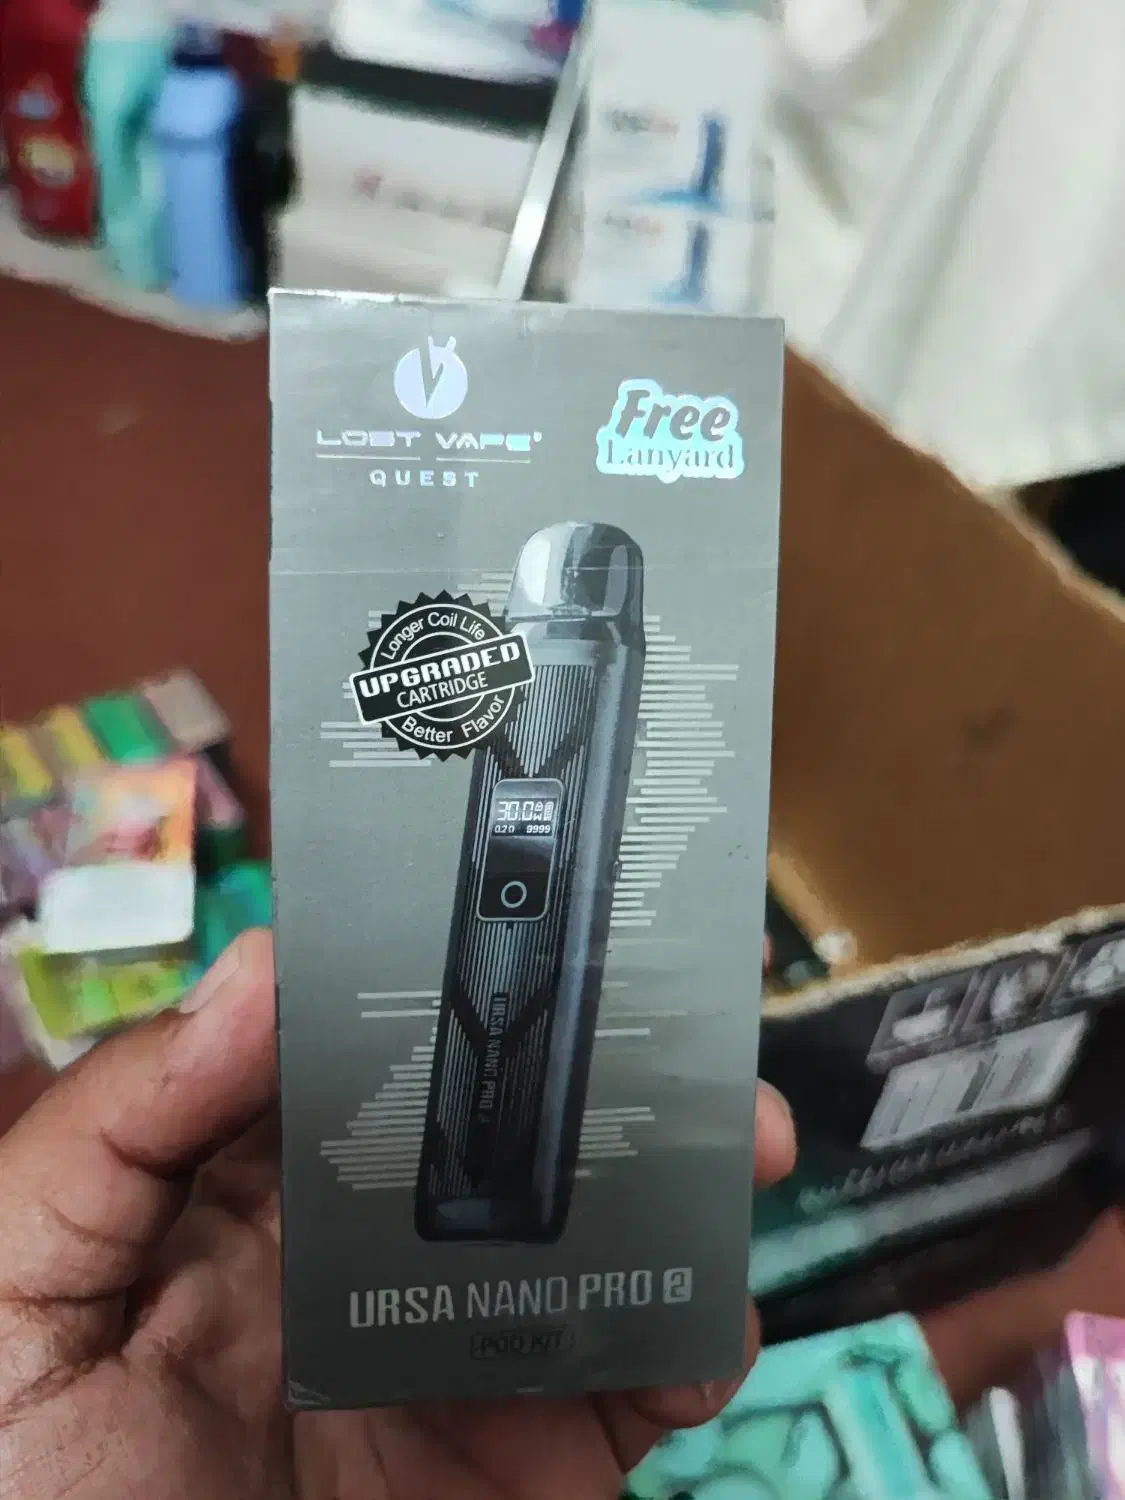 LOST VAPE
QUEST
Free
Lanyard
Longer Coil Life
UPGRADED
CARTRIDGE
Better Flavor
30.0W
0.20 9999
URSA NANO PRO 2
URSA NANO PRO 2
POD KIT